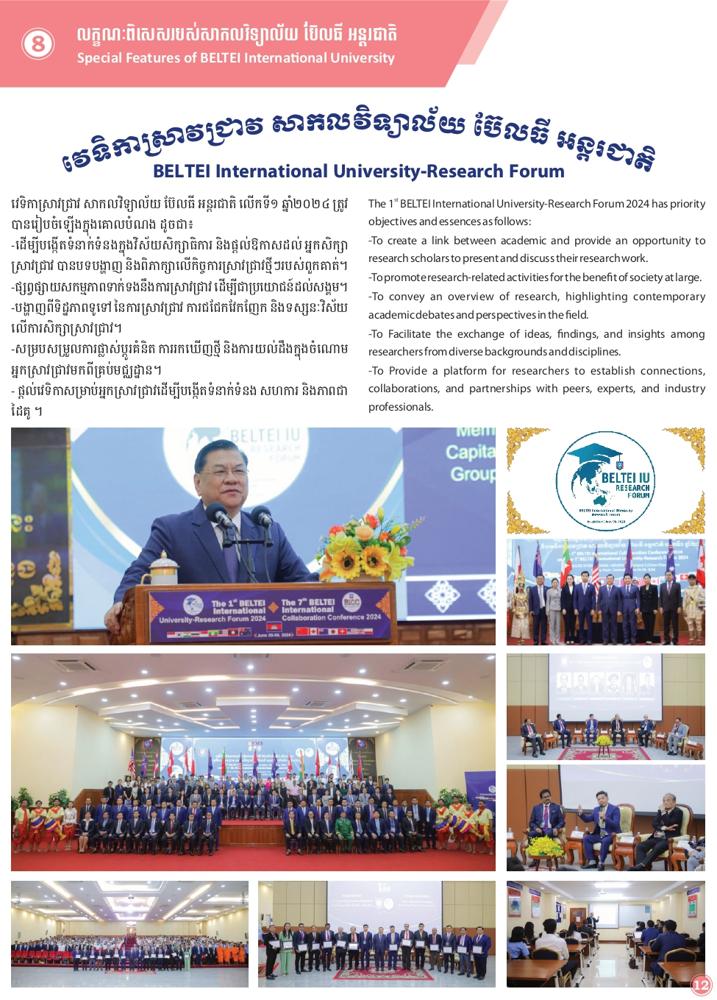 8
លក្ខណៈពិសេសរបស់សាកលវិទ្យាល័យ ប៊ែលធី អន្តរជាតិ
Special Features of BELTEI International University
វេទិកាស្រាវជ្រាវ សាកលវិទ្យាល័យ ប៊ែលធី អន្តរជាតិ
BELTEI International University-Research Forum
វេទិកាស្រាវជ្រាវ សាកលវិទ្យាល័យ ប៊ែលធី អន្តរជាតិ លើកទី១ ឆ្នាំ២០២៤ ត្រូវ
បានរៀបចំឡើងក្នុងគោលបំណង ដូចជា៖
-ដើម្បីបង្កើតទំនាក់ទំនងក្នុងវិស័យសិក្សាធិការ និងផ្តល់ឱកាសដល់ អ្នកសិក្សា
ស្រាវជ្រាវ បានបទបង្ហាញ និងពិភាក្សាលើកិច្ចការស្រាវជ្រាវថ្មីៗរបស់ពួកគាត់។
-ផ្សព្វផ្សាយសកម្មភាពទាក់ទងនឹងការស្រាវជ្រាវ ដើម្បីជាប្រយោជន៍ដល់សង្គម។
-បង្ហាញពីទិដ្ឋភាពទូទៅ នៃការស្រាវជ្រាវ ការជជែកវែកញែក និងទស្សនៈវិស័យ
លើការសិក្សាស្រាវជ្រាវ។
-សម្របសម្រួលការផ្លាស់ប្តូរគំនិត ការរកឃើញថ្មី និងការយល់ដឹងក្នុងចំណោម
អ្នកស្រាវជ្រាវមកពីគ្រប់មជ្ឈដ្ឋាន។
- ផ្តល់វេទិកាសម្រាប់អ្នកស្រាវជ្រាវដើម្បីបង្កើតទំនាក់ទំនង សហការ និងភាពជា
ដៃគូ ។
The 1st BELTEI International University-Research Forum 2024 has priority
objectives and essences as follows:
-To create a link between academic and provide an opportunity to
research scholars to present and discuss their research work.
-To promote research-related activities for the benefit of society at large.
-To convey an overview of research, highlighting contemporary
academic debates and perspectives in the field.
-To Facilitate the exchange of ideas, findings, and insights among
researchers from diverse backgrounds and disciplines.
-To Provide a platform for researchers to establish connections,
collaborations, and partnerships with peers, experts, and industry
professionals.
BELTEI IU
RESEARCH
FORUM
Capita
Group
The 1st BELTEI International University-Research Forum 2024
The 7th BELTEI International Collaboration Conference 2024
BELTEI IU
RESEARCH
FORUM
12